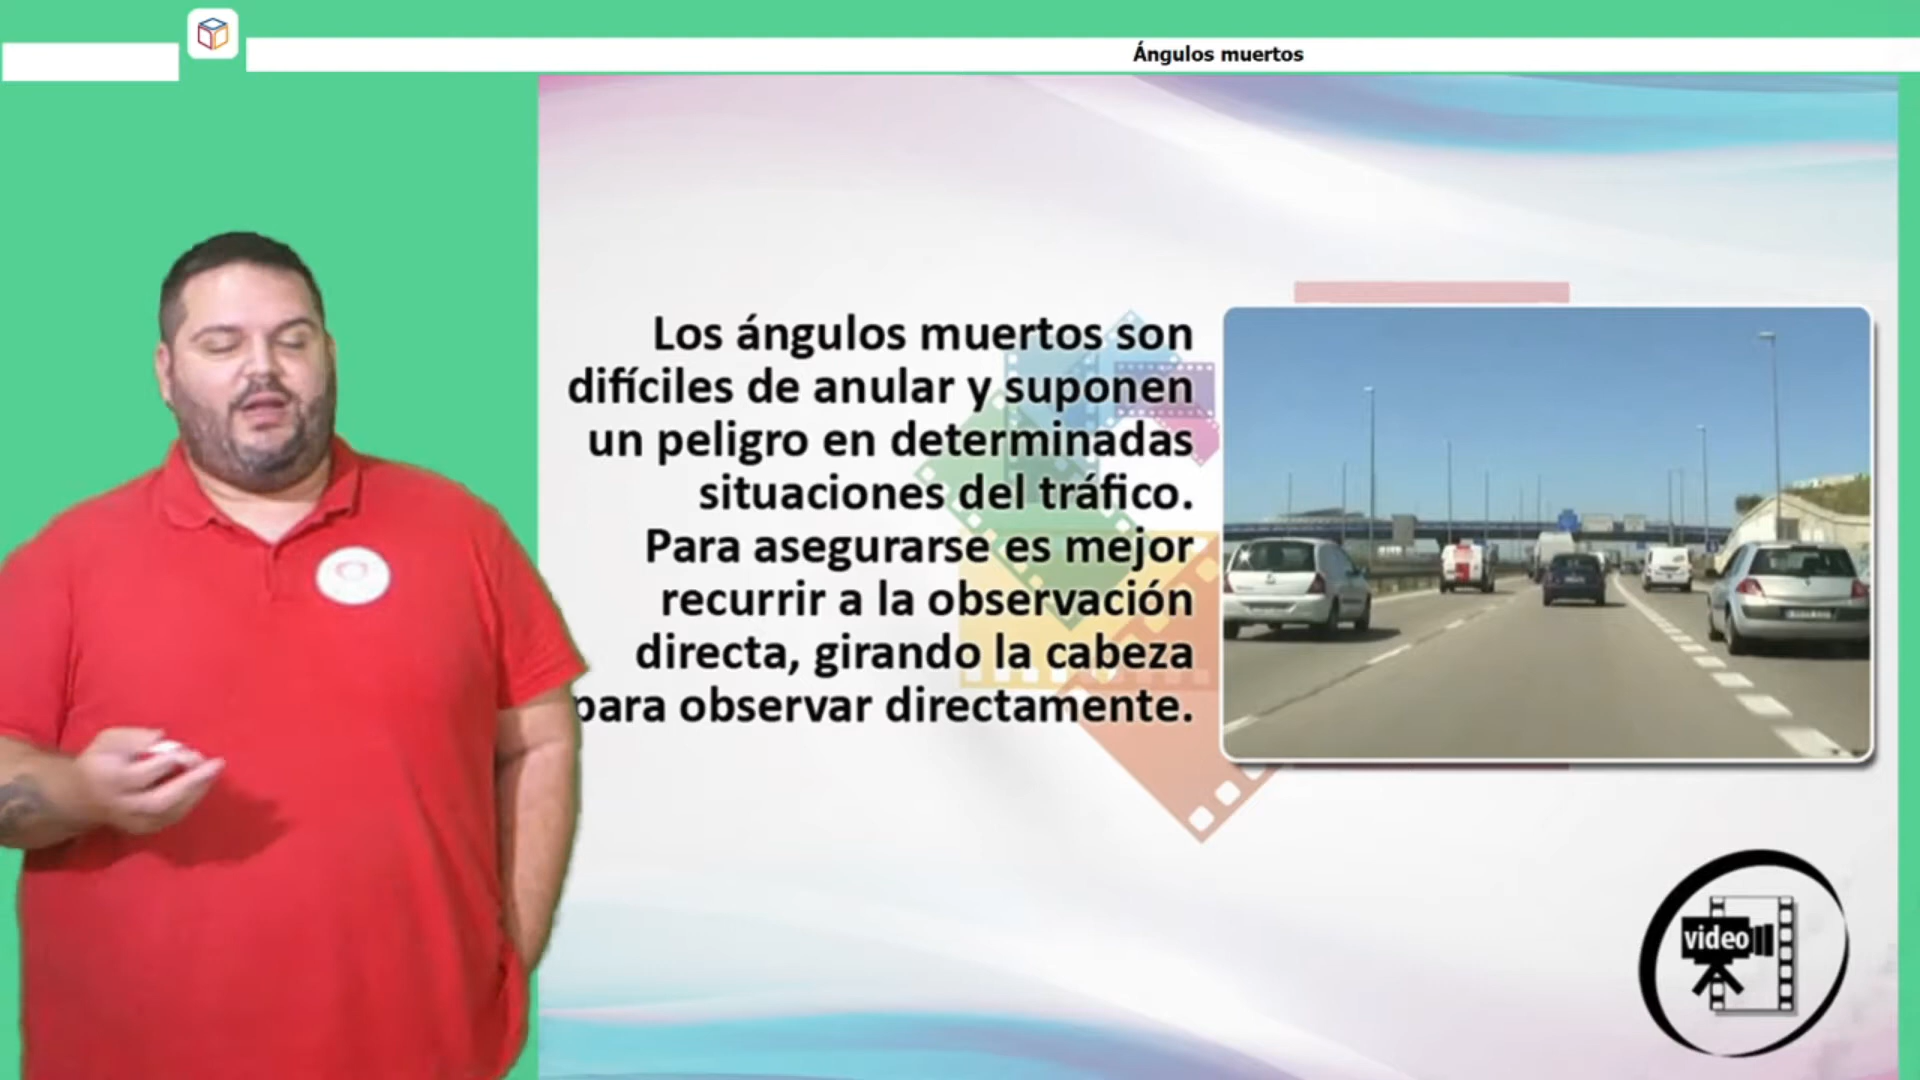 Ángulos muertos
Los ángulos muertos son
difíciles de anular y suponen
un peligro en determinadas
situaciones del tráfico.
Para asegurarse es mejor
recurrir a la observación
directa, girando la cabeza
para observar directamente.
video